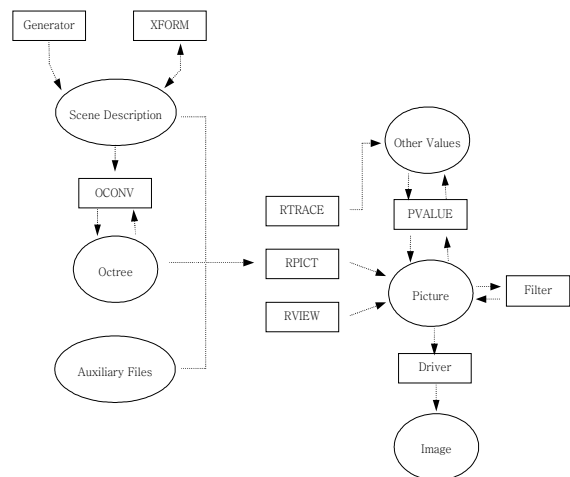 Generator
XFORM
Scene Description
Other Values
OCONV
RTRACE
PVALUE
Octree
RPICT
Picture
Filter
RVIEW
Auxiliary Files
Driver
Image